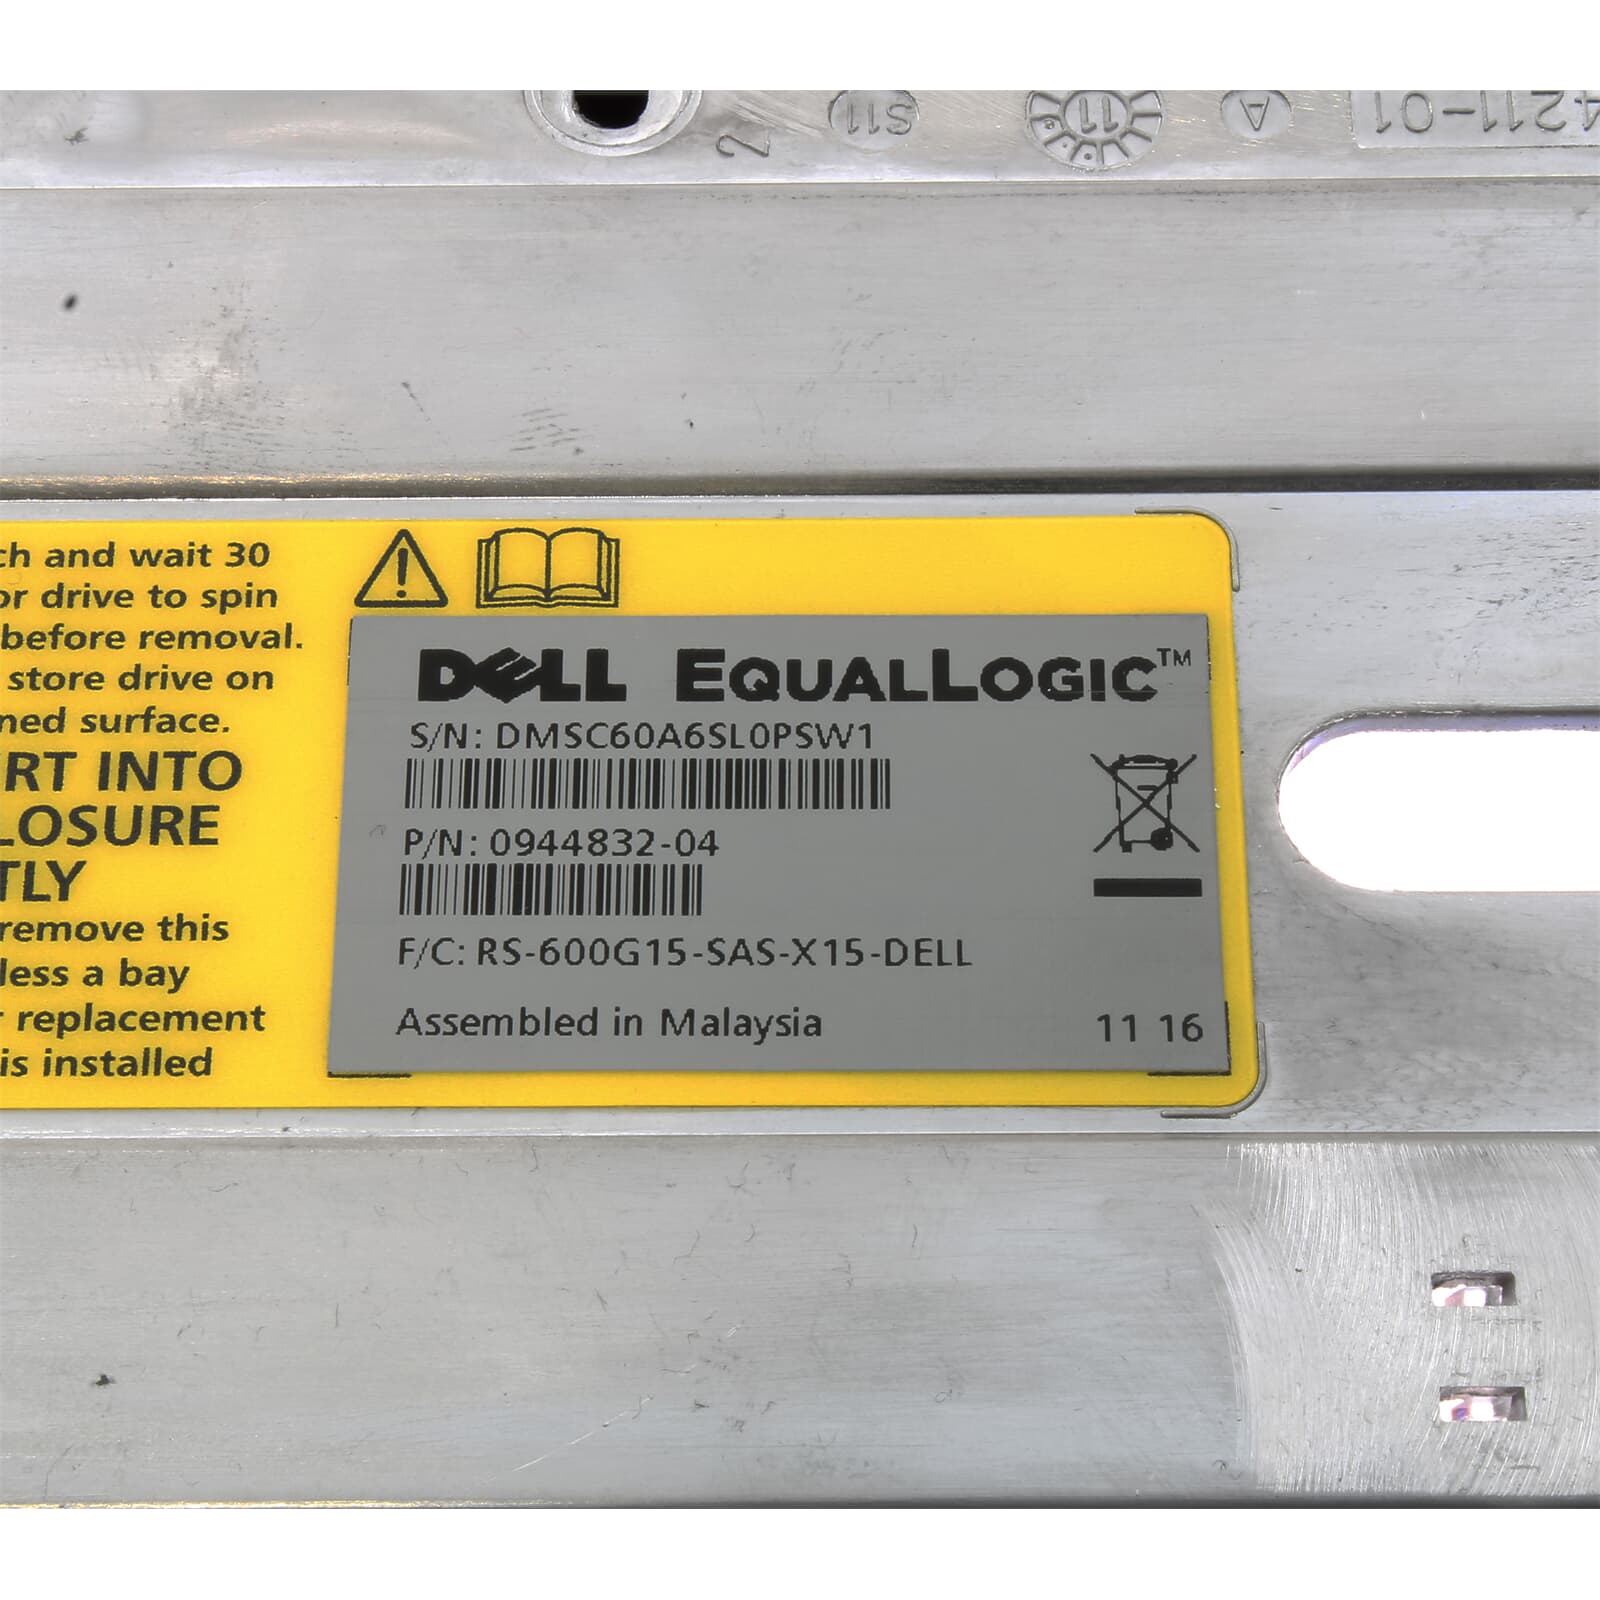 2
S11
11
A
4211-01
ch and wait 30
or drive to spin
before removal.
store drive on
ned surface.
RT INTO
LOSURE
TLY
remove this
less a bay
r replacement
is installed
DELL EQUALLOGIC™
S/N: DMSC60A6SL0PSW1
P/N: 0944832-04
F/C: RS-600G15-SAS-X15-DELL
Assembled in Malaysia
11 16